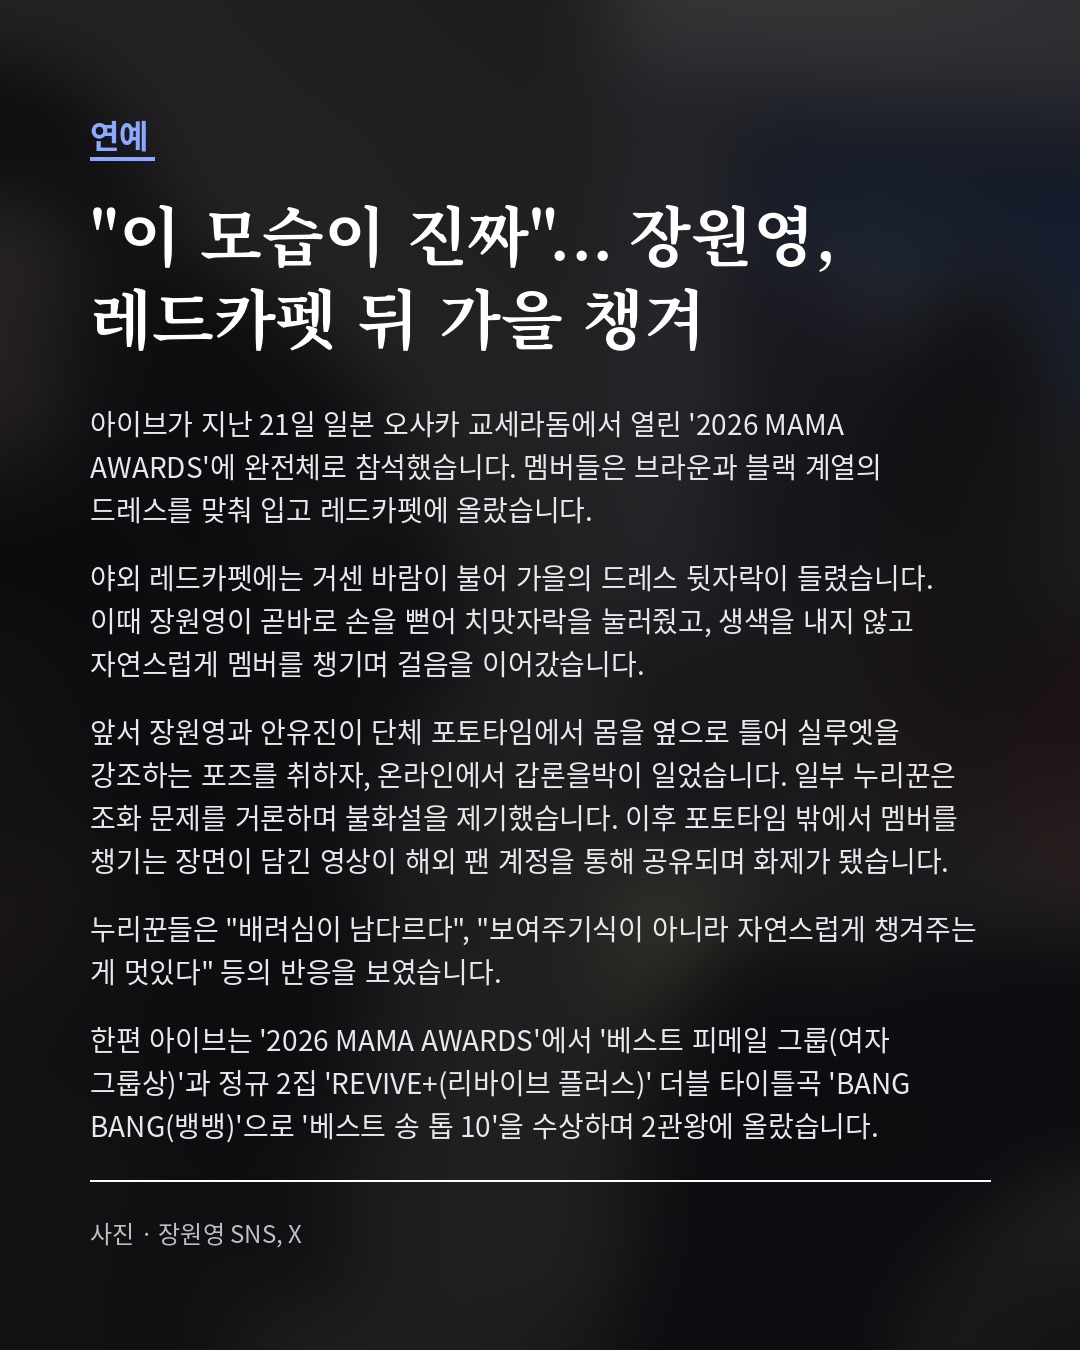 연예
"이 모습이 진짜"... 장원영,
레드카펫 뒤 가을 챙겨
아이브가 지난 21일 일본 오사카 교세라돔에서 열린 '2026 MAMA
AWARDS'에 완전체로 참석했습니다. 멤버들은 브라운과 블랙 계열의
드레스를 맞춰 입고 레드카펫에 올랐습니다.
야외 레드카펫에는 거센 바람이 불어 가을의 드레스 뒷자락이 들렸습니다.
이때 장원영이 곧바로 손을 뻗어 치맛자락을 눌러줬고, 생색을 내지 않고
자연스럽게 멤버를 챙기며 걸음을 이어갔습니다.
앞서 장원영과 안유진이 단체 포토타임에서 몸을 옆으로 틀어 실루엣을
강조하는 포즈를 취하자, 온라인에서 갑론을박이 일었습니다. 일부 누리꾼은
조화 문제를 거론하며 불화설을 제기했습니다. 이후 포토타임 밖에서 멤버를
챙기는 장면이 담긴 영상이 해외 팬 계정을 통해 공유되며 화제가 됐습니다.
누리꾼들은 "배려심이 남다르다", "보여주기식이 아니라 자연스럽게 챙겨주는
게 멋있다" 등의 반응을 보였습니다.
한편 아이브는 '2026 MAMA AWARDS'에서 '베스트 피메일 그룹(여자
그룹상)'과 정규 2집 'REVIVE+(리바이브 플러스)' 더블 타이틀곡 'BANG
BANG(뱅뱅)'으로 '베스트 송 톱 10'을 수상하며 2관왕에 올랐습니다.
사진 · 장원영 SNS, X